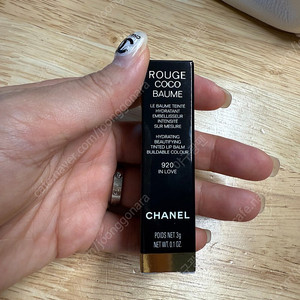 ROUGE
COCO
BAUME
LE BAUME TEINTÉ
HYDRATANT
EMBELLISSEUR
INTENSITÉ
SUR MESURE
HYDRATING
BEAUTIFYING
TINTED LIP BALM
BUILDABLE COLOUR
920
IN LOVE
CHANEL
POIDS NET 3g
NET WT. 0.1 OZ.